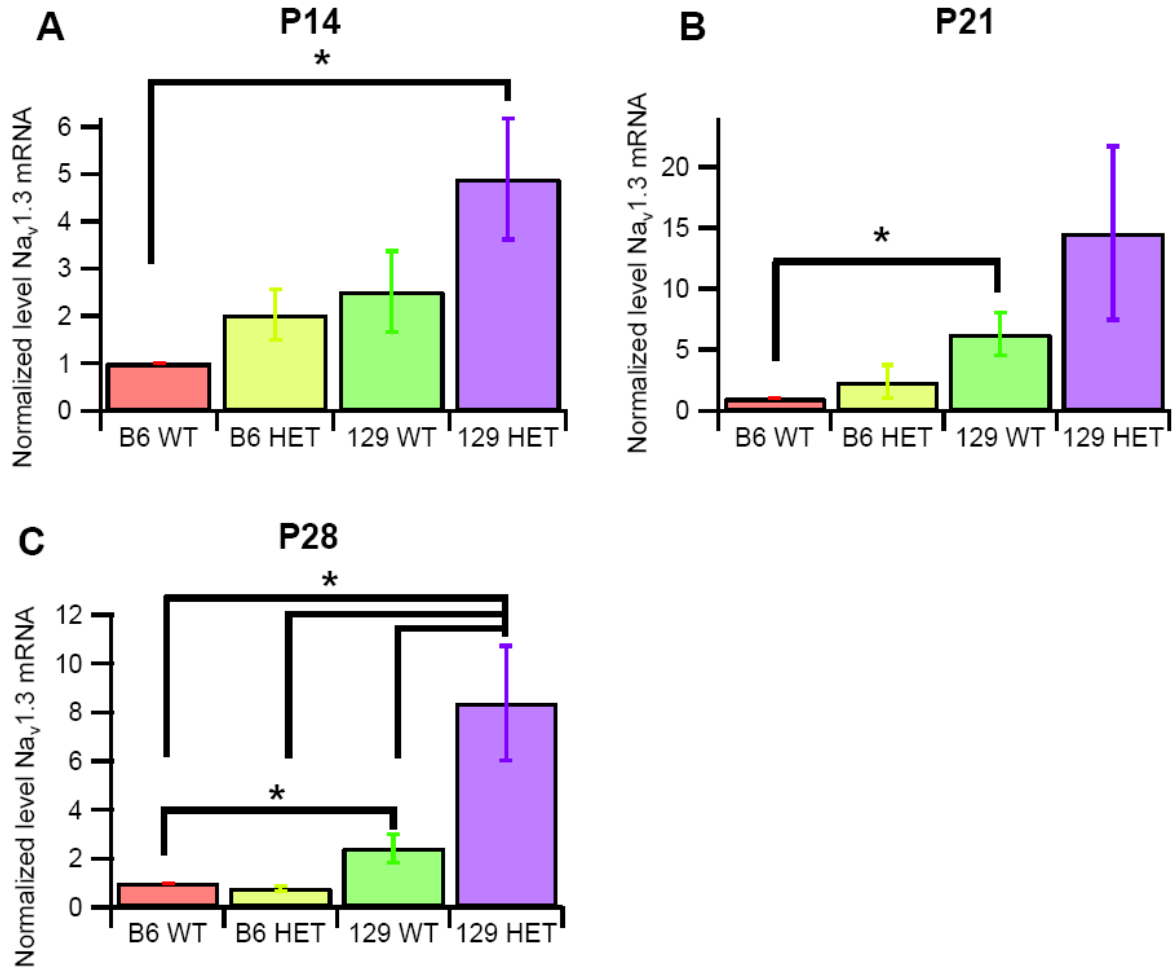 A
P14
*
Normalized level Nav1.3 mRNA
6
5
4
3
2
1
0
B6 WT B6 HET 129 WT 129 HET
B
P21
*
Normalized level Nav1.3 mRNA
20
15
10
5
0
B6 WT B6 HET 129 WT 129 HET
C
P28
*
*
Normalized level Nav1.3 mRNA
12
10
8
6
4
2
0
B6 WT B6 HET 129 WT 129 HET